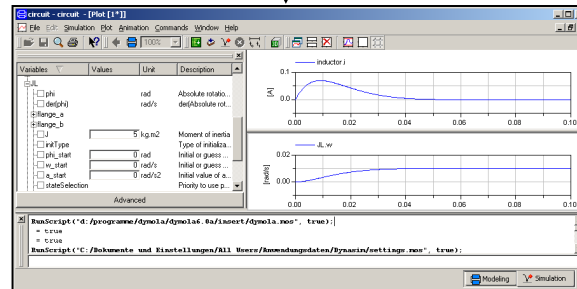 circuit - circuit - [Plot [1*]]
File Edit Simulation Plot Animation Commands Window Help
100%
Variables Values Unit Description
JL
phi rad Absolute rotatio...
der(phi) rad/s der(Absolute rot...
flange_a
flange_b
J 5 kg.m2 Moment of inertia
initType Type of initializa...
phi_start 0 rad Initial or guess ...
w_start 0 rad/s Initial or guess ...
a_start 0 rad/s2 Initial value of a...
stateSelection Priority to use p...
Advanced
inductor.i
0.1
[A]
0.0
0.00 0.02 0.04 0.06 0.08 0.10
JL.w
0.02
[rad/s]
0.00
0.00 0.02 0.04 0.06 0.08 0.10
RunScript("d:/programme/dymola/dymola6.0a/insert/dymola.mos", true);
= true
= true
RunScript("C:/Dokumente und Einstellungen/All Users/Anwendungsdaten/Dynasim/settings.mos", true);
Modeling Simulation